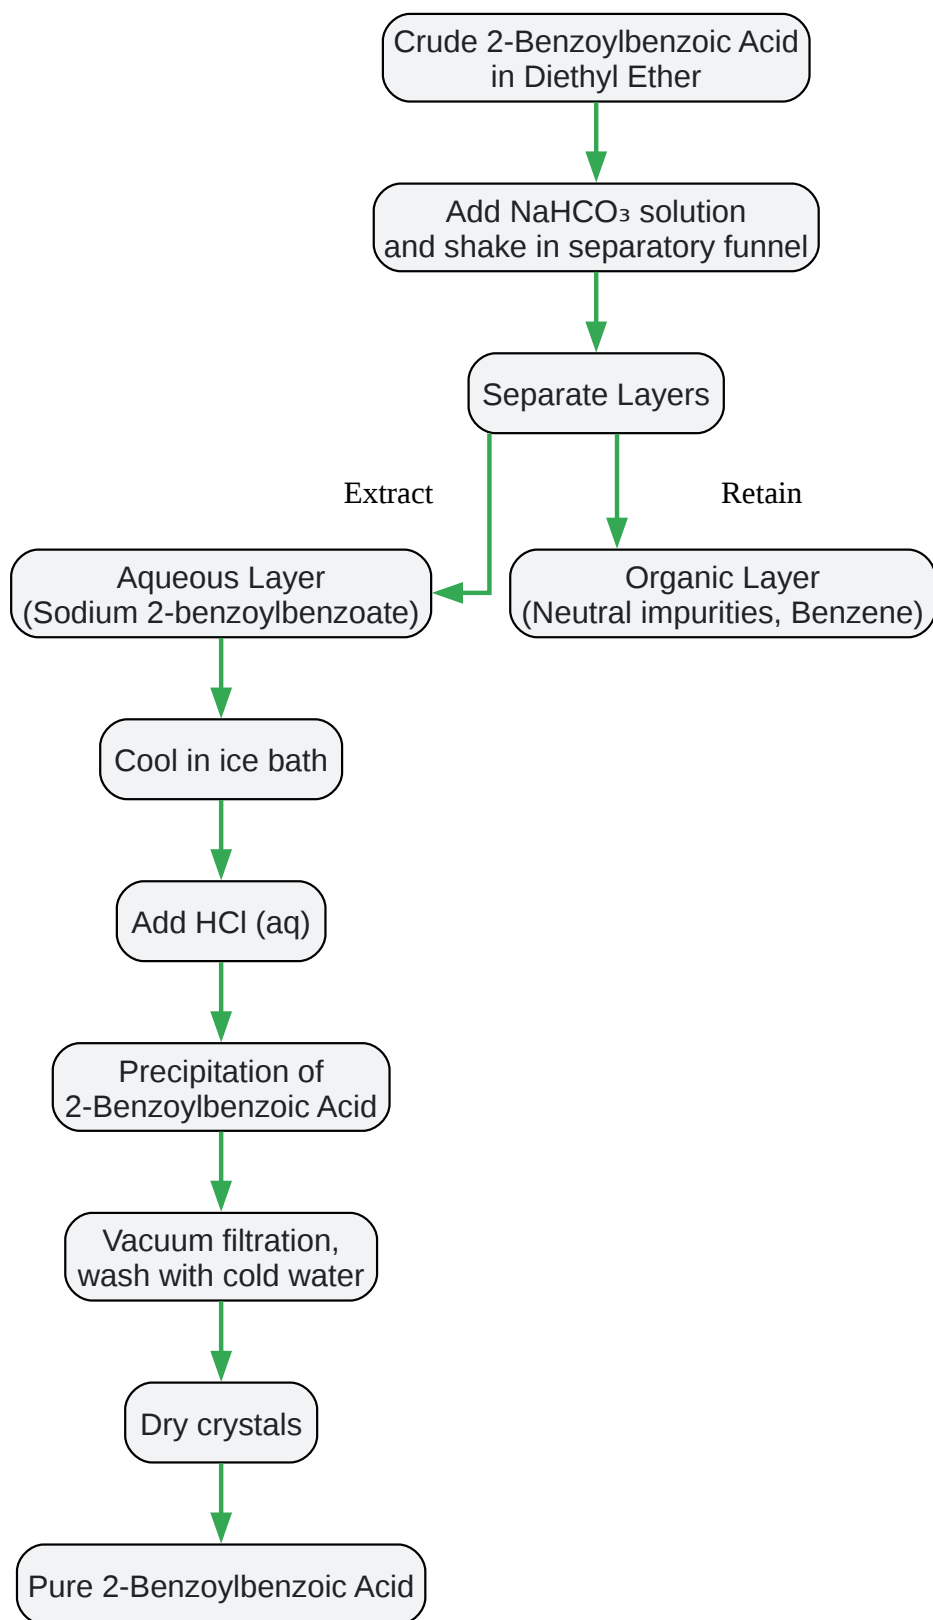 Crude 2-Benzoylbenzoic Acid
in Diethyl Ether
Add NaHCO₃ solution
and shake in separatory funnel
Separate Layers
Extract
Retain
Aqueous Layer
(Sodium 2-benzoylbenzoate)
Organic Layer
(Neutral impurities, Benzene)
Cool in ice bath
Add HCl (aq)
Precipitation of
2-Benzoylbenzoic Acid
Vacuum filtration,
wash with cold water
Dry crystals
Pure 2-Benzoylbenzoic Acid